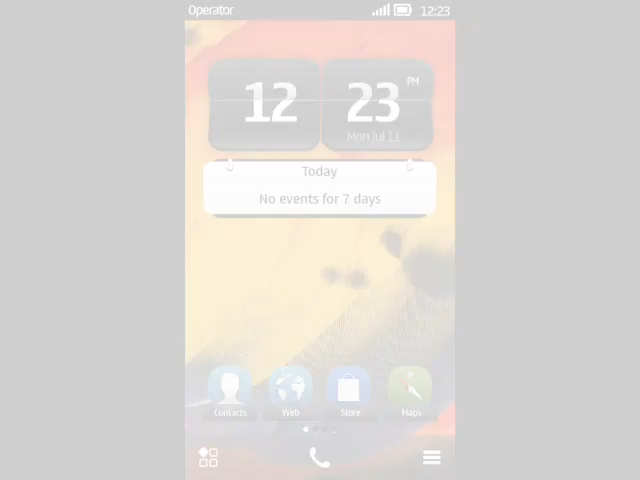 Operator 12:23
12 23 PM
Mon Jul 11
Today
No events for 7 days
Contacts Web Store Maps